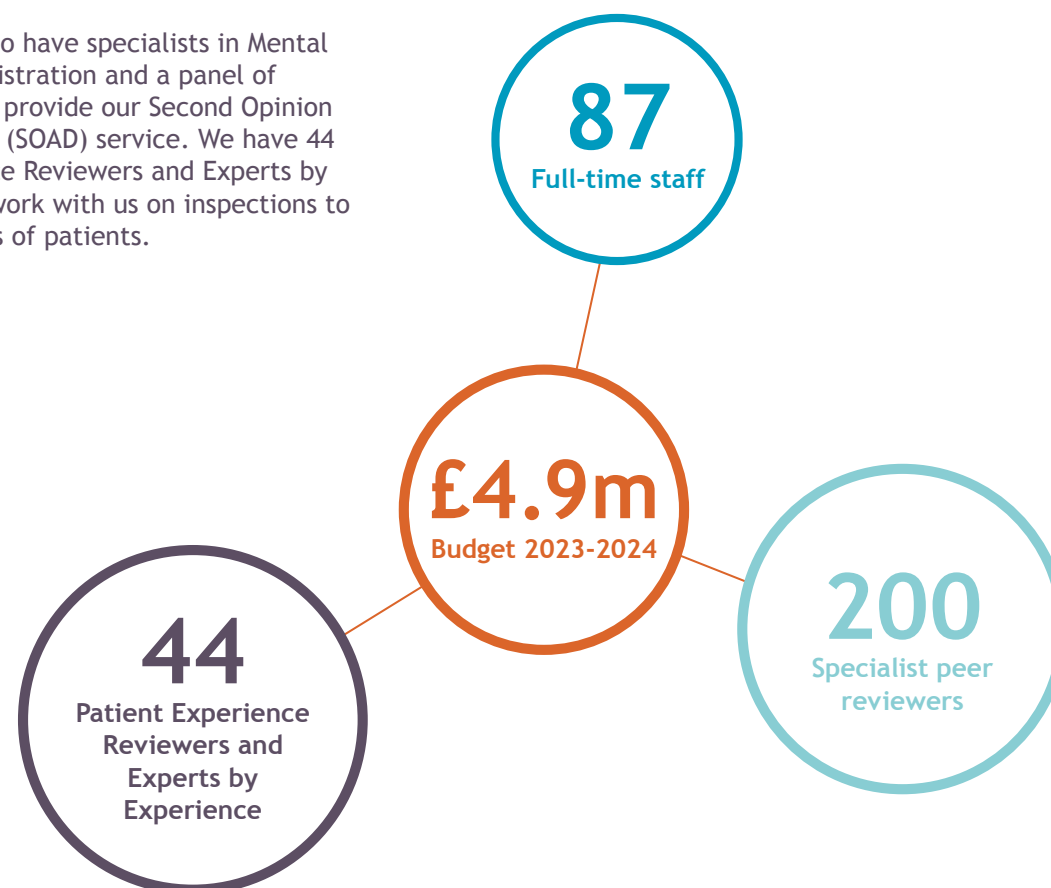 o have specialists in Mental
istration and a panel of
provide our Second Opinion
(SOAD) service. We have 44
e Reviewers and Experts by
work with us on inspections to
s of patients.
87
Full-time staff
£4.9m
Budget 2023-2024
200
Specialist peer
reviewers
44
Patient Experience
Reviewers and
Experts by
Experience